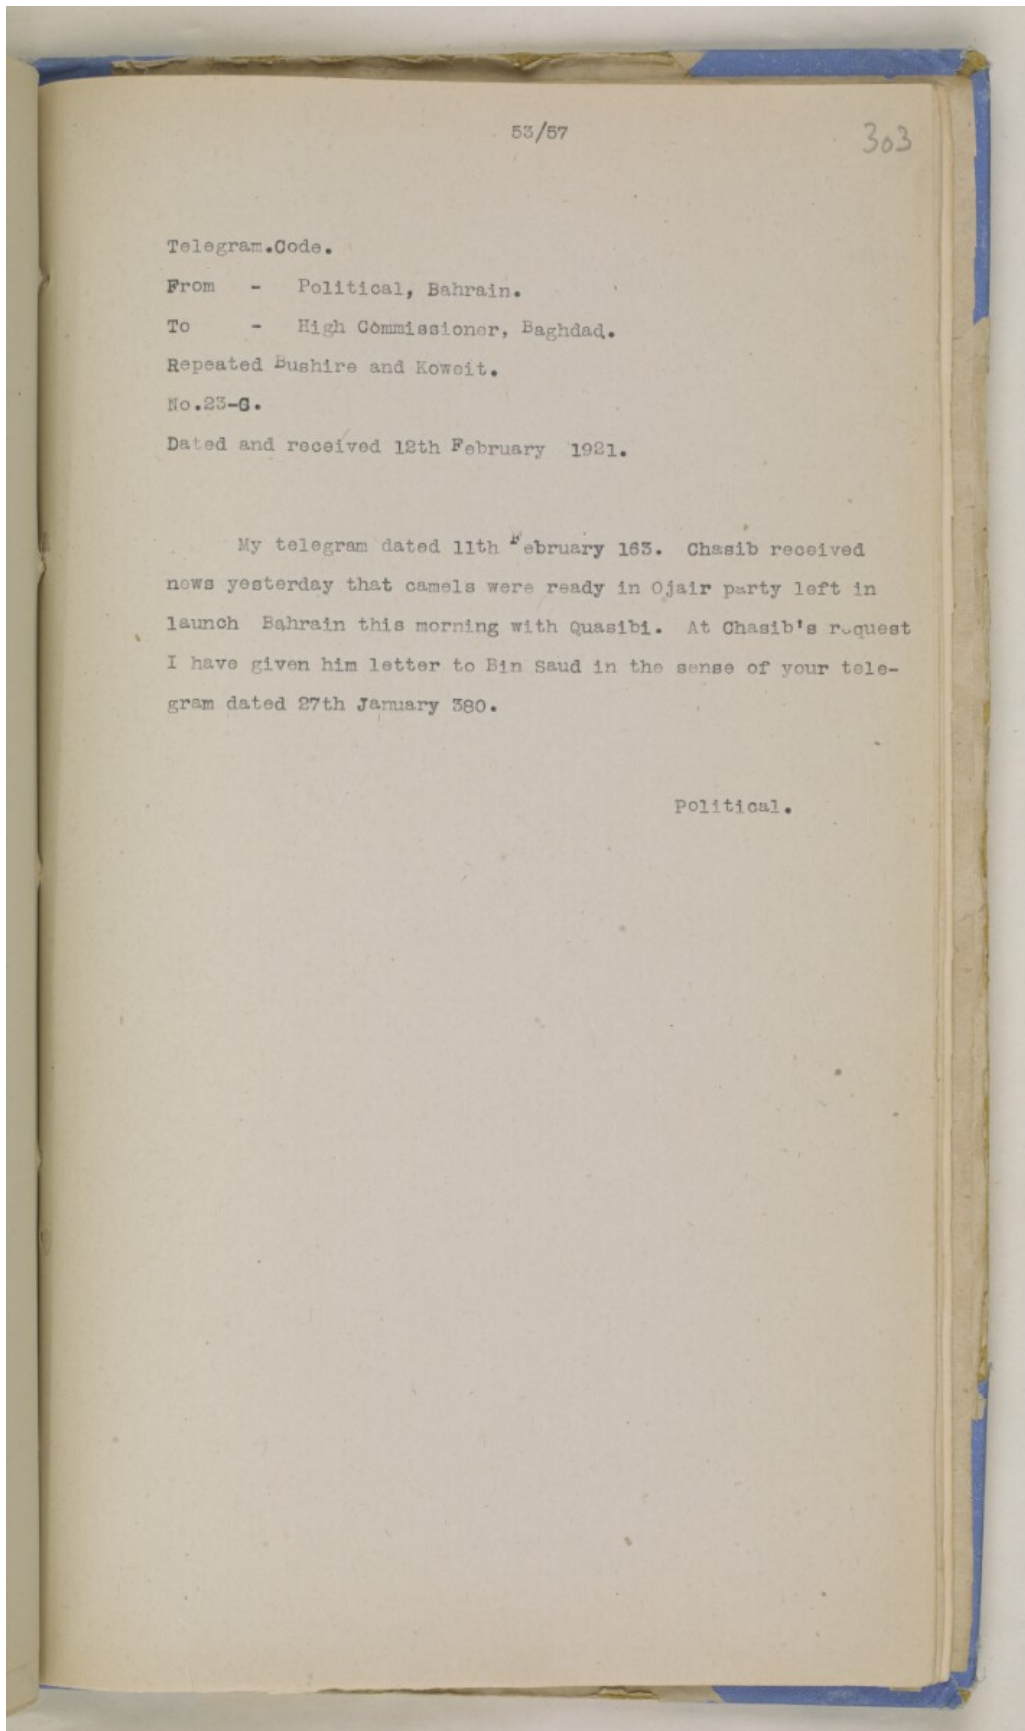 53/57
303
Telegram.Code.
From - Political, Bahrain.
To - High Commissioner, Baghdad.
Repeated Bushire and Koweit.
No.23-C.
Dated and received 12th February 1921.
My telegram dated 11th February 163. Chasib received
news yesterday that camels were ready in Ojair party left in
launch Bahrain this morning with Quasibi. At Chasib's request
I have given him letter to Bin Saud in the sense of your tele-
gram dated 27th January 380.
Political.